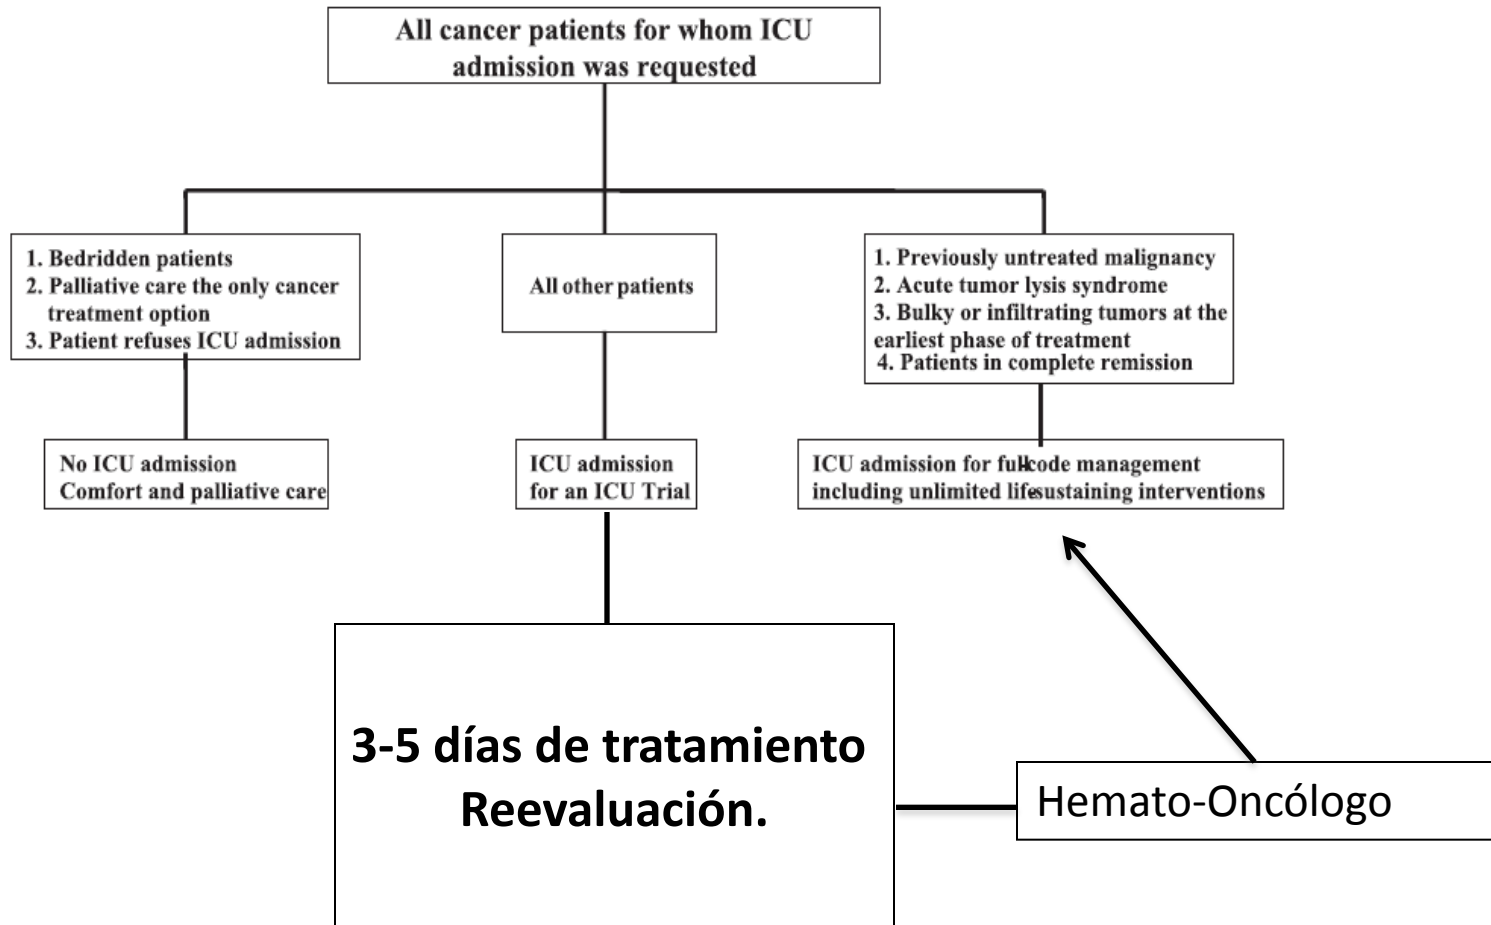 All cancer patients for whom ICU
admission was requested
1. Bedridden patients
2. Palliative care the only cancer
treatment option
3. Patient refuses ICU admission
All other patients
1. Previously untreated malignancy
2. Acute tumor lysis syndrome
3. Bulky or infiltrating tumors at the
earliest phase of treatment
4. Patients in complete remission
No ICU admission
Comfort and palliative care
ICU admission
for an ICU Trial
ICU admission for full-code management
including unlimited life-sustaining interventions
3-5 días de tratamiento
Reevaluación.
Hemato-Oncólogo